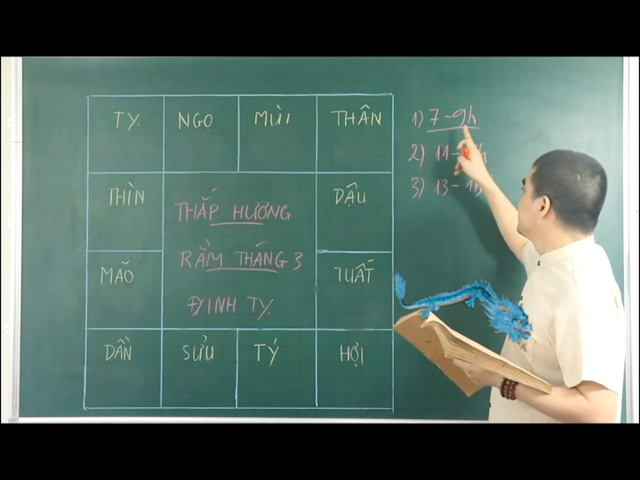 TỴ
NGỌ
MÙI
THÂN
THÌN
DẬU
MÃO
TUẤT
DẦN
SỬU
TÝ
HỢI
THẮP HƯƠNG
RẰM THÁNG 3
ĐINH TỴ
1) 7-9h
2) 11-
3) 13-